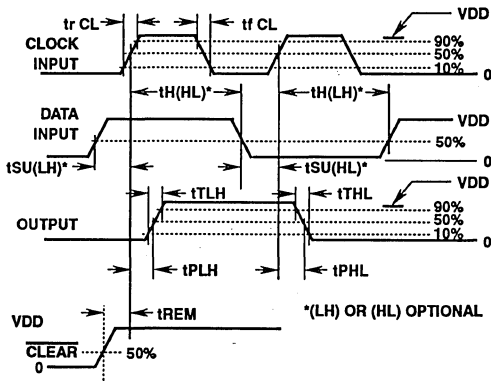 tr CL
tf CL
VDD
CLOCK
INPUT
90%
50%
10%
0
tH(HL)*
tH(LH)*
DATA
INPUT
VDD
50%
0
tSU(LH)*
tSU(HL)*
tTLH
tTHL
VDD
OUTPUT
90%
50%
10%
0
tPLH
tPHL
tREM
*(LH) OR (HL) OPTIONAL
VDD
CLEAR
50%
0